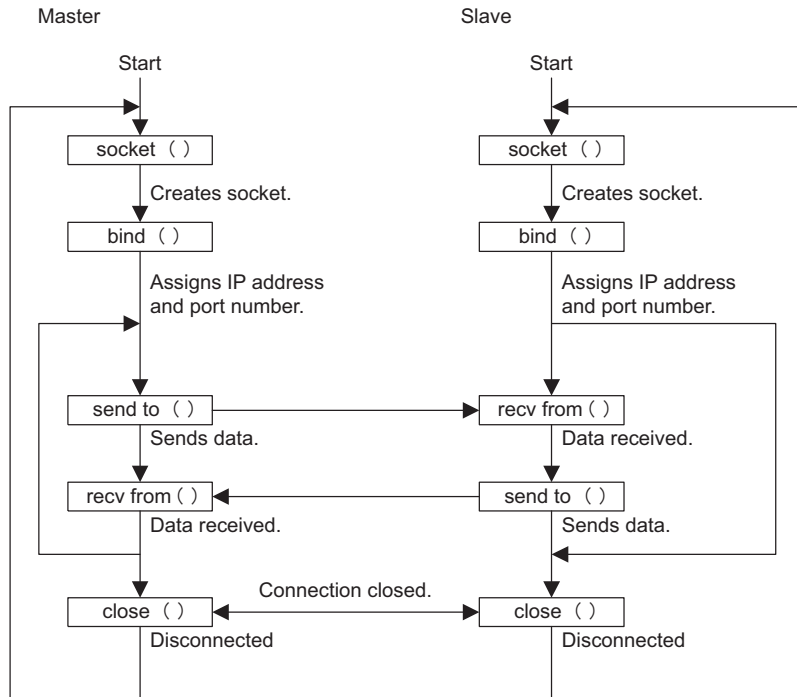 Master
Slave
Start
Start
socket ( )
socket ( )
Creates socket.
Creates socket.
bind ( )
bind ( )
Assigns IP address
and port number.
Assigns IP address
and port number.
send to ( )
recv from ( )
Sends data.
Data received.
recv from ( )
send to ( )
Data received.
Sends data.
Connection closed.
close ( )
close ( )
Disconnected
Disconnected